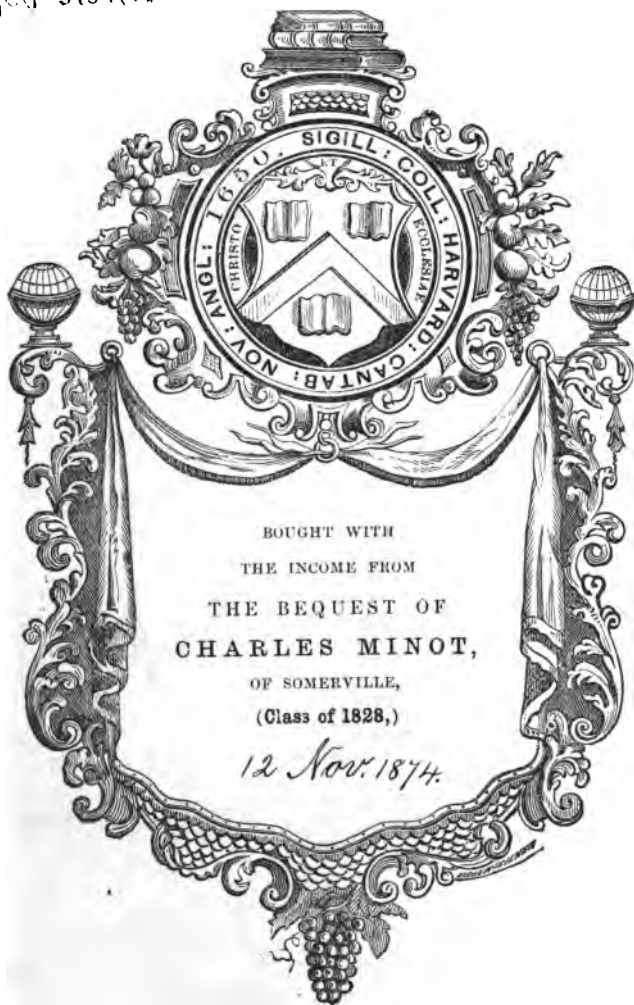 SIGILL: COLL: HARVARD: CANTAB: NOV: ANGL: 1650.
CHRISTO
ET
ECCLESIAE
BOUGHT WITH
THE INCOME FROM
THE BEQUEST OF
CHARLES MINOT,
OF SOMERVILLE,
(Class of 1828,)
12 Nov. 1874.